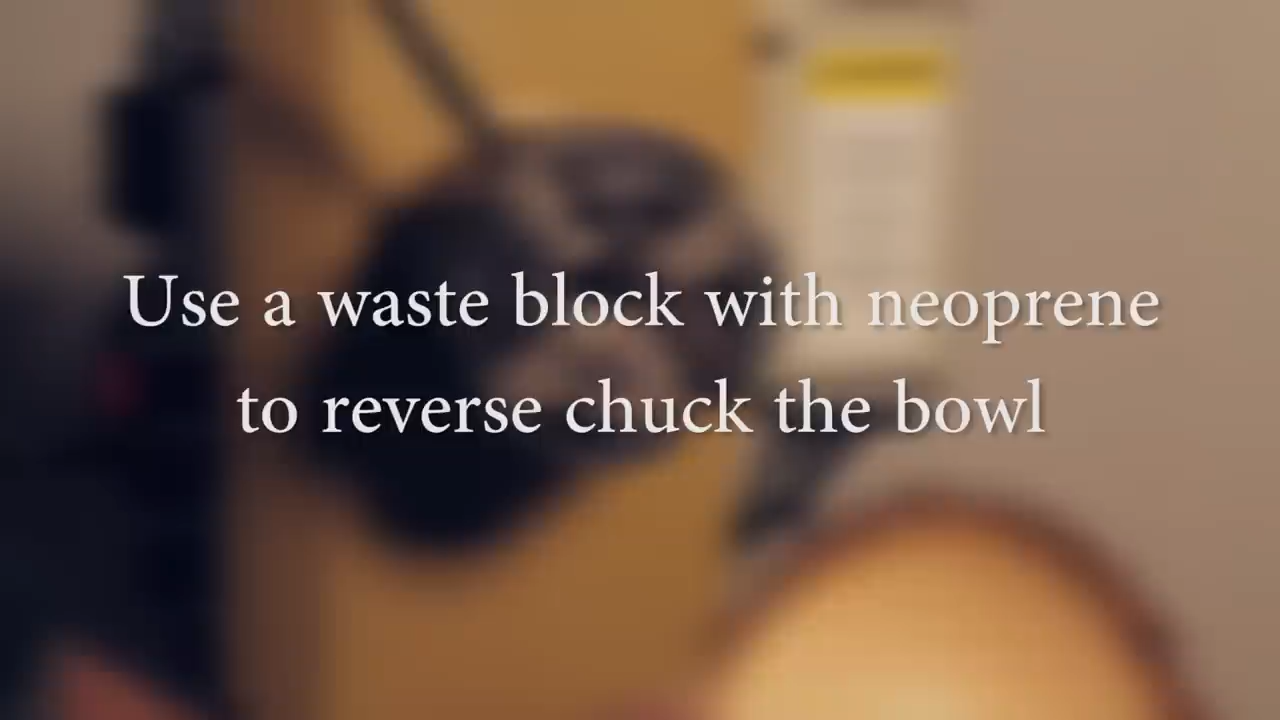 Use a waste block with neoprene
to reverse chuck the bowl